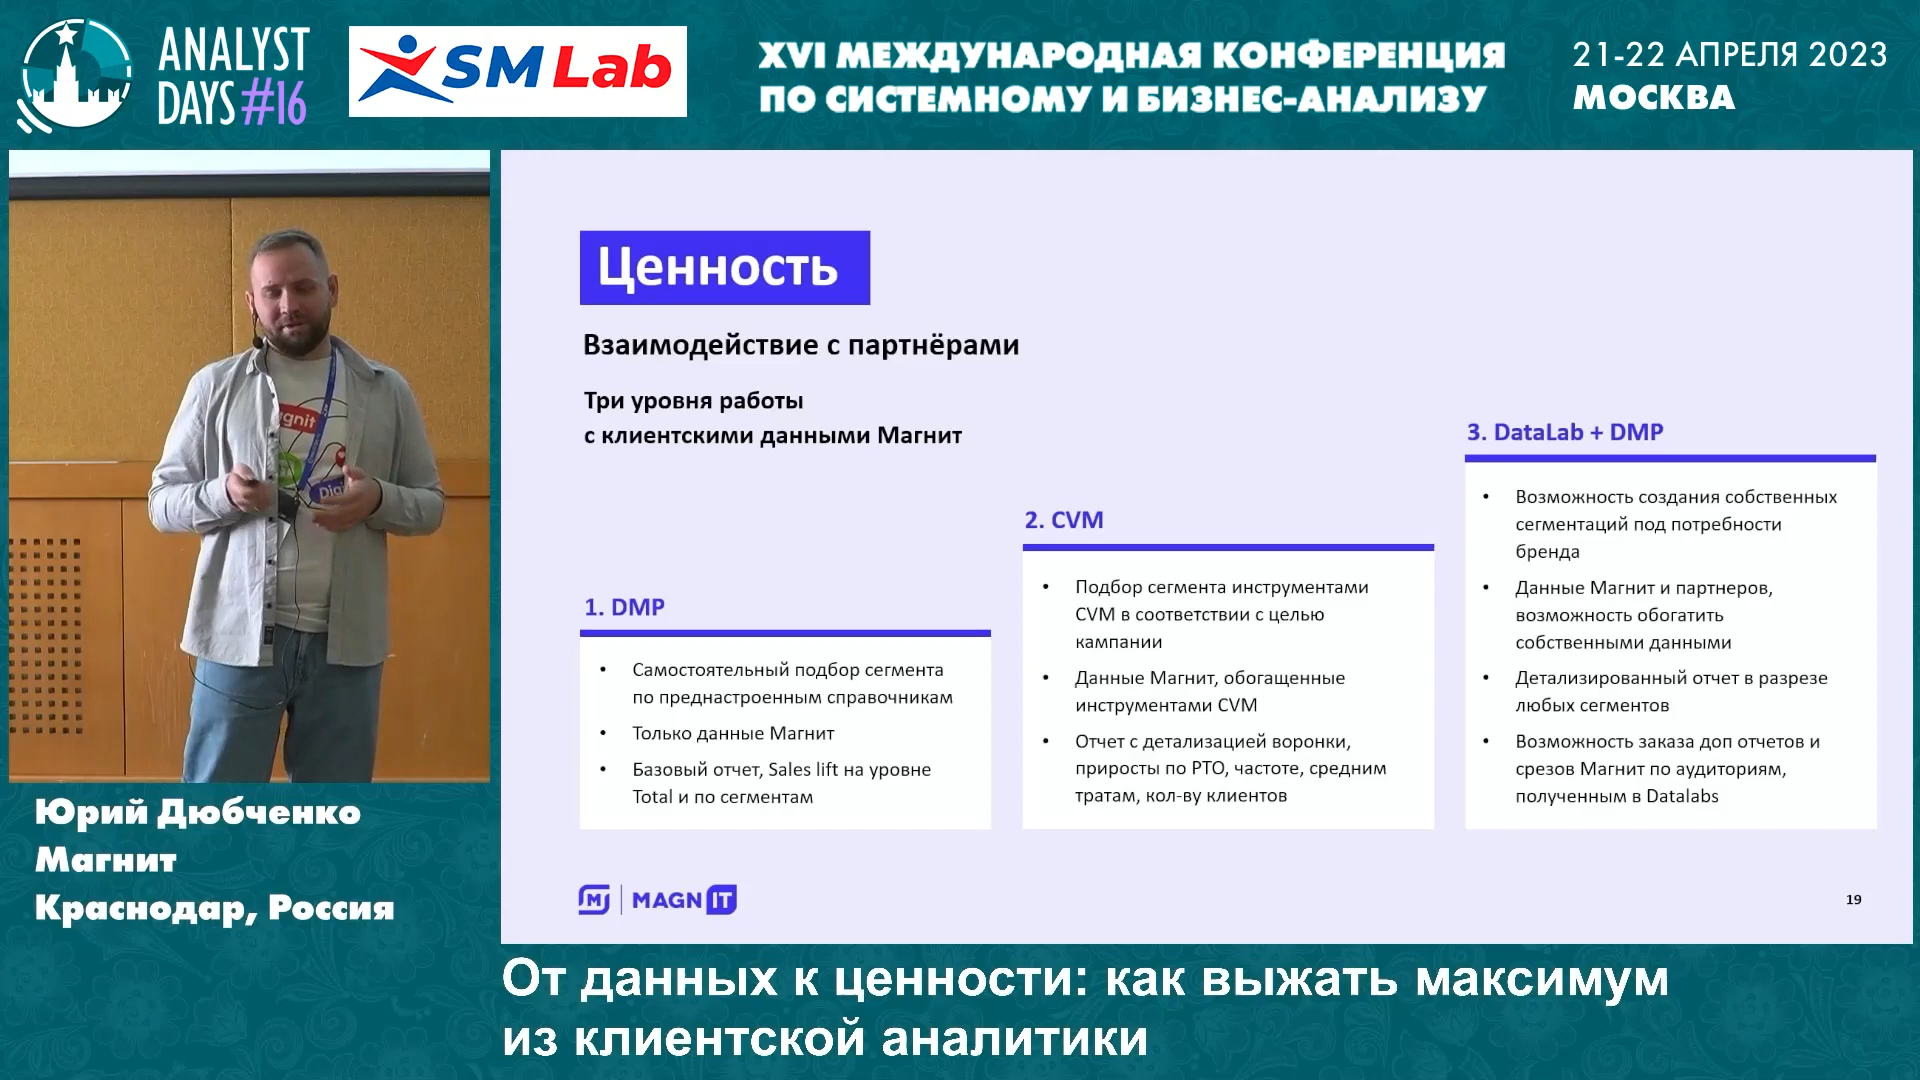 ANALYST
DAYS #16
SM Lab
XVI МЕЖДУНАРОДНАЯ КОНФЕРЕНЦИЯ
ПО СИСТЕМНОМУ И БИЗНЕС-АНАЛИЗУ
21-22 АПРЕЛЯ 2023
МОСКВА
Ценность
Взаимодействие с партнёрами
Три уровня работы
с клиентскими данными Магнит
1. DMP
• Самостоятельный подбор сегмента
по преднастроенным справочникам
• Только данные Магнит
• Базовый отчет, Sales lift на уровне
Total и по сегментам
2. CVM
• Подбор сегмента инструментами
CVM в соответствии с целью
кампании
• Данные Магнит, обогащенные
инструментами CVM
• Отчет с детализацией воронки,
приросты по РТО, частоте, средним
тратам, кол-ву клиентов
3. DataLab + DMP
• Возможность создания собственных
сегментаций под потребности
бренда
• Данные Магнит и партнеров,
возможность обогатить
собственными данными
• Детализированный отчет в разрезе
любых сегментов
• Возможность заказа доп отчетов и
срезов Магнит по аудиториям,
полученным в Datalabs
M | MAGNIT
19
Юрий Дюбченко
Магнит
Краснодар, Россия
От данных к ценности: как выжать максимум
из клиентской аналитики